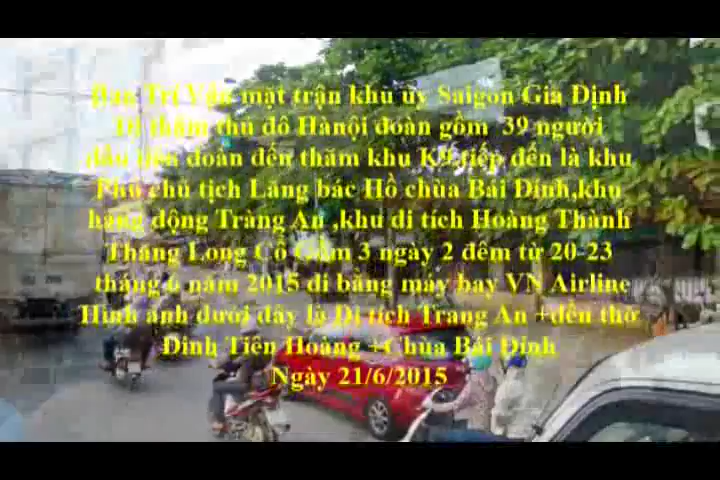 Ban Trí Vận mặt trận khu ủy Saigon Gia Định
Đi thăm thủ đô Hànội đoàn gồm 39 người
đầu tiên đoàn đến thăm khu K9,tiếp đến là khu
Phủ chủ tịch Lăng bác Hồ chùa Bái Đính,khu
hang động Tràng An ,khu di tích Hoàng Thành
Thăng Long Cổ Gồm 3 ngày 2 đêm từ 20-23
tháng 6 năm 2015 đi bằng máy bay VN Airline
Hình ảnh dưới đây là Di tích Trang An +đền thờ
Đinh Tiên Hoàng +Chùa Bái Đính
Ngày 21/6/2015